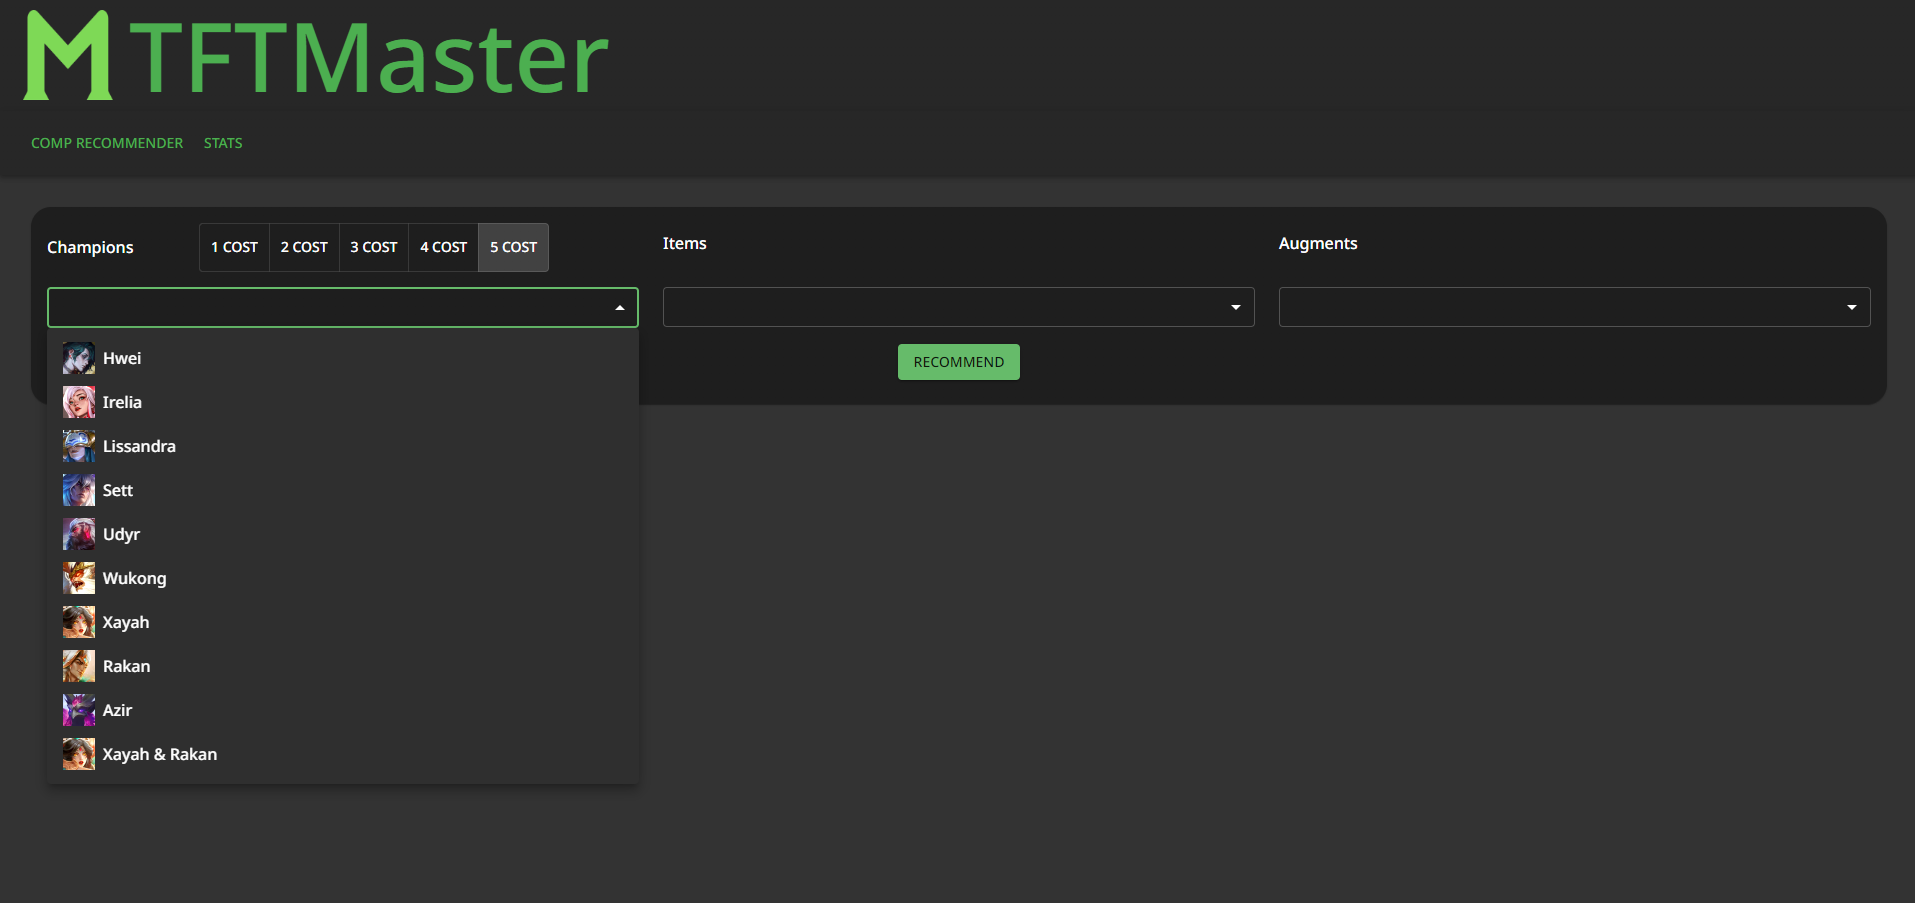 TFTMaster
COMP RECOMMENDER STATS
Champions 1 COST 2 COST 3 COST 4 COST 5 COST
Items
Augments
RECOMMEND
Hwei
Irelia
Lissandra
Sett
Udyr
Wukong
Xayah
Rakan
Azir
Xayah & Rakan